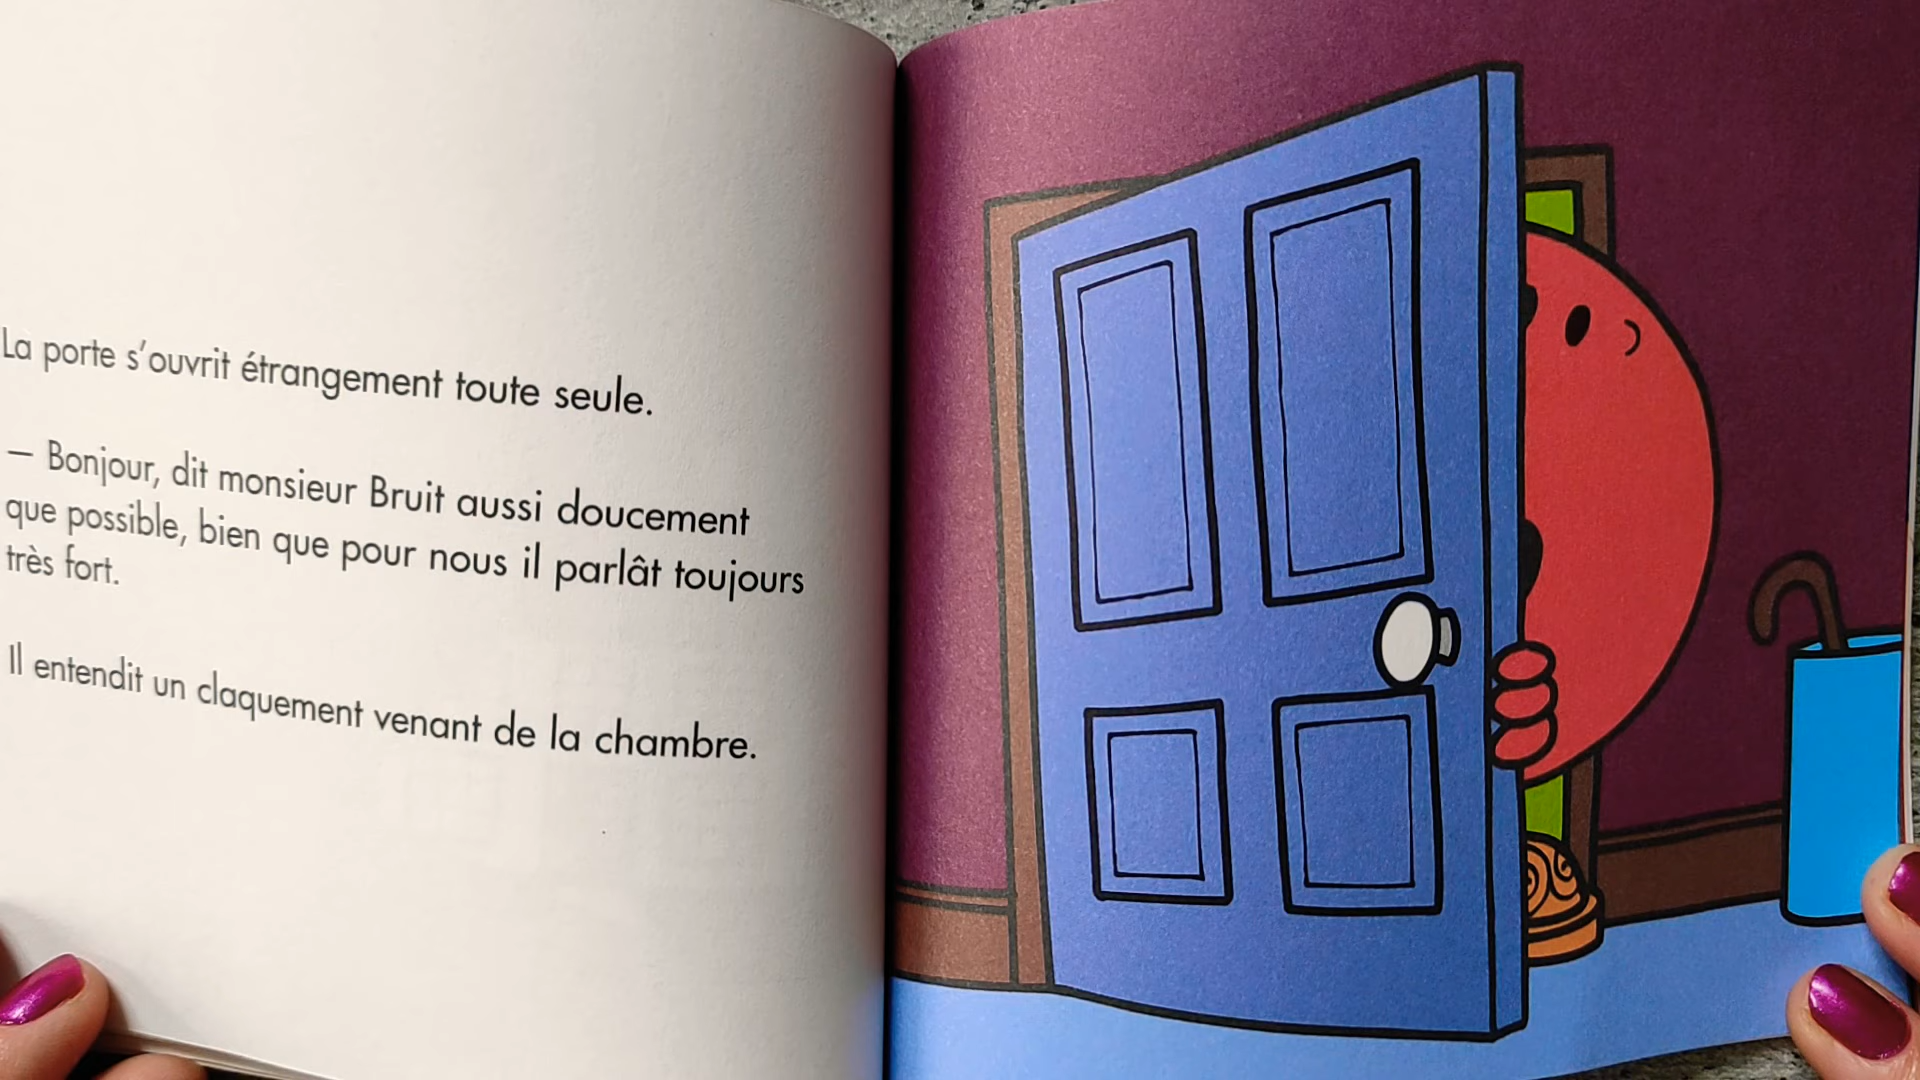 La porte s'ouvrit étrangement toute seule.
— Bonjour, dit monsieur Bruit aussi doucement
que possible, bien que pour nous il parlât toujours
très fort.
Il entendit un claquement venant de la chambre.